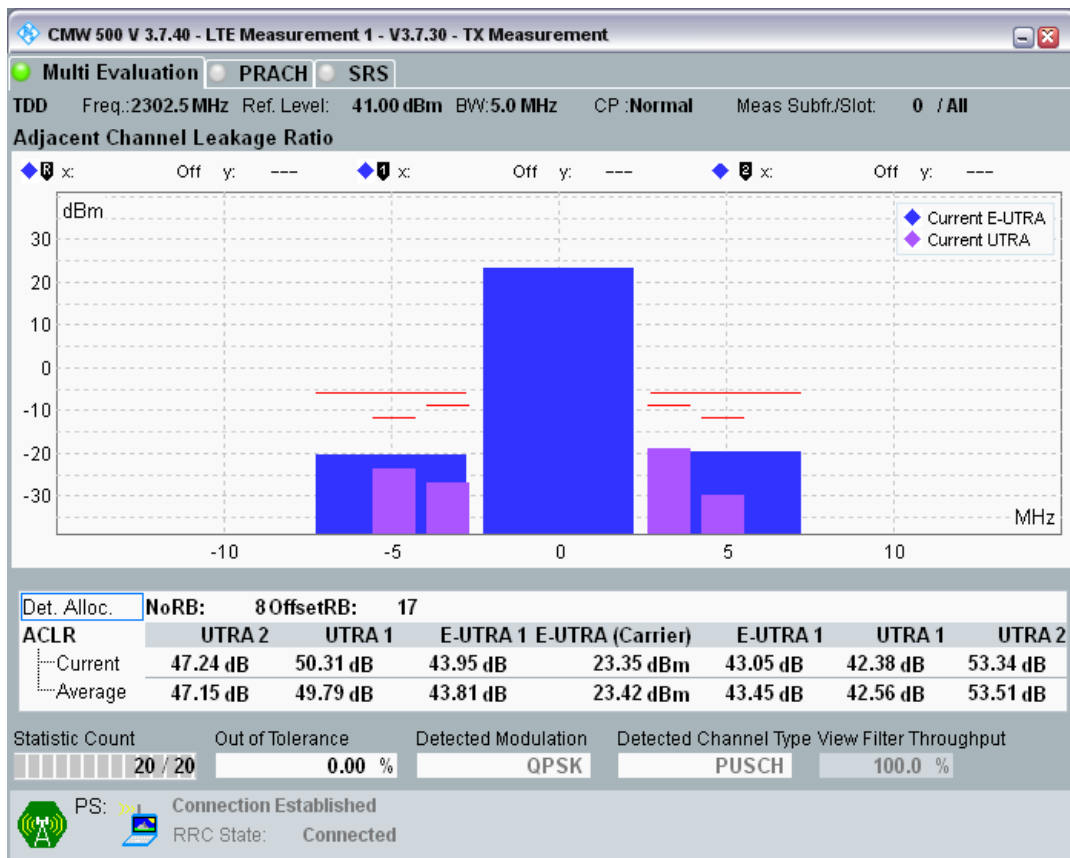 CMW 500 V 3.7.40 - LTE Measurement 1 - V3.7.30 - TX Measurement
Multi Evaluation PRACH SRS
TDD Freq.:2302.5 MHz Ref. Level: 41.00 dBm BW:5.0 MHz CP :Normal Meas Subfr./Slot: 0 / All
Adjacent Channel Leakage Ratio
R x: Off y: --- 1 x: Off y: --- 2 x: Off y: ---
dBm
Current E-UTRA
Current UTRA
30
20
10
0
-10
-20
-30
MHz
-10 -5 0 5 10
Det. Alloc. NoRB: 8 OffsetRB: 17
ACLR UTRA 2 UTRA 1 E-UTRA 1 E-UTRA (Carrier) E-UTRA 1 UTRA 1 UTRA 2
Current 47.24 dB 50.31 dB 43.95 dB 23.35 dBm 43.05 dB 42.38 dB 53.34 dB
Average 47.15 dB 49.79 dB 43.81 dB 23.42 dBm 43.45 dB 42.56 dB 53.51 dB
Statistic Count Out of Tolerance Detected Modulation Detected Channel Type View Filter Throughput
20 / 20 0.00 % QPSK PUSCH 100.0 %
PS: Connection Established
RRC State: Connected